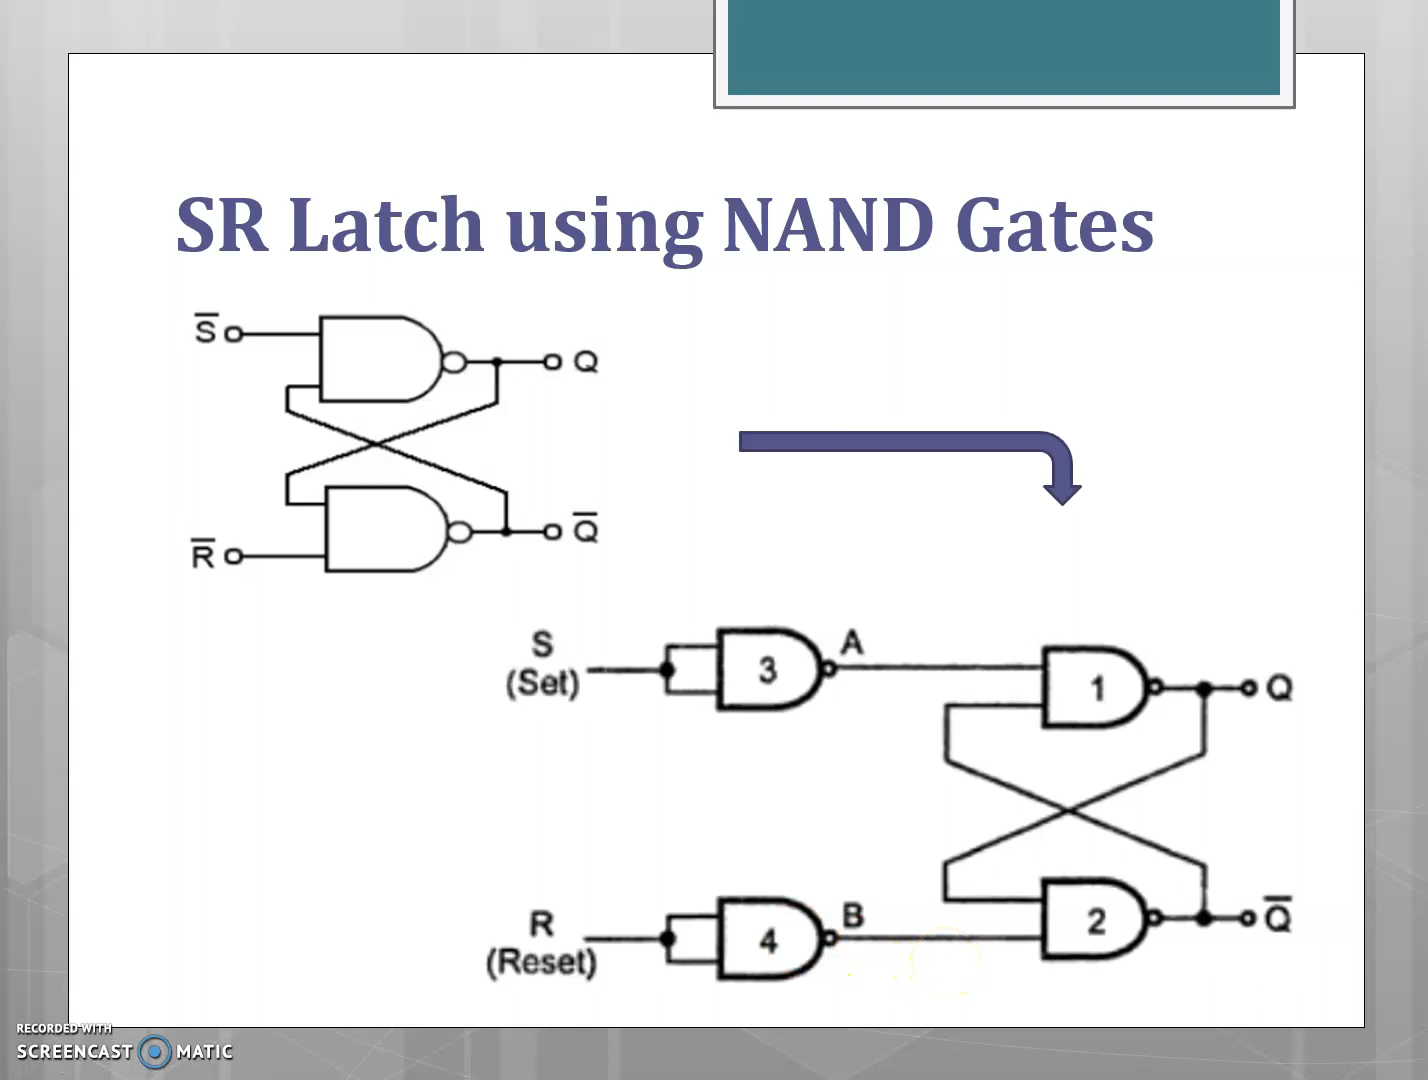 SR Latch using NAND Gates
S̅
Q
R̅
Q̅
S
(Set)
3
A
1
Q
R
(Reset)
4
B
2
Q̅
RECORDED WITH
SCREENCAST MATIC